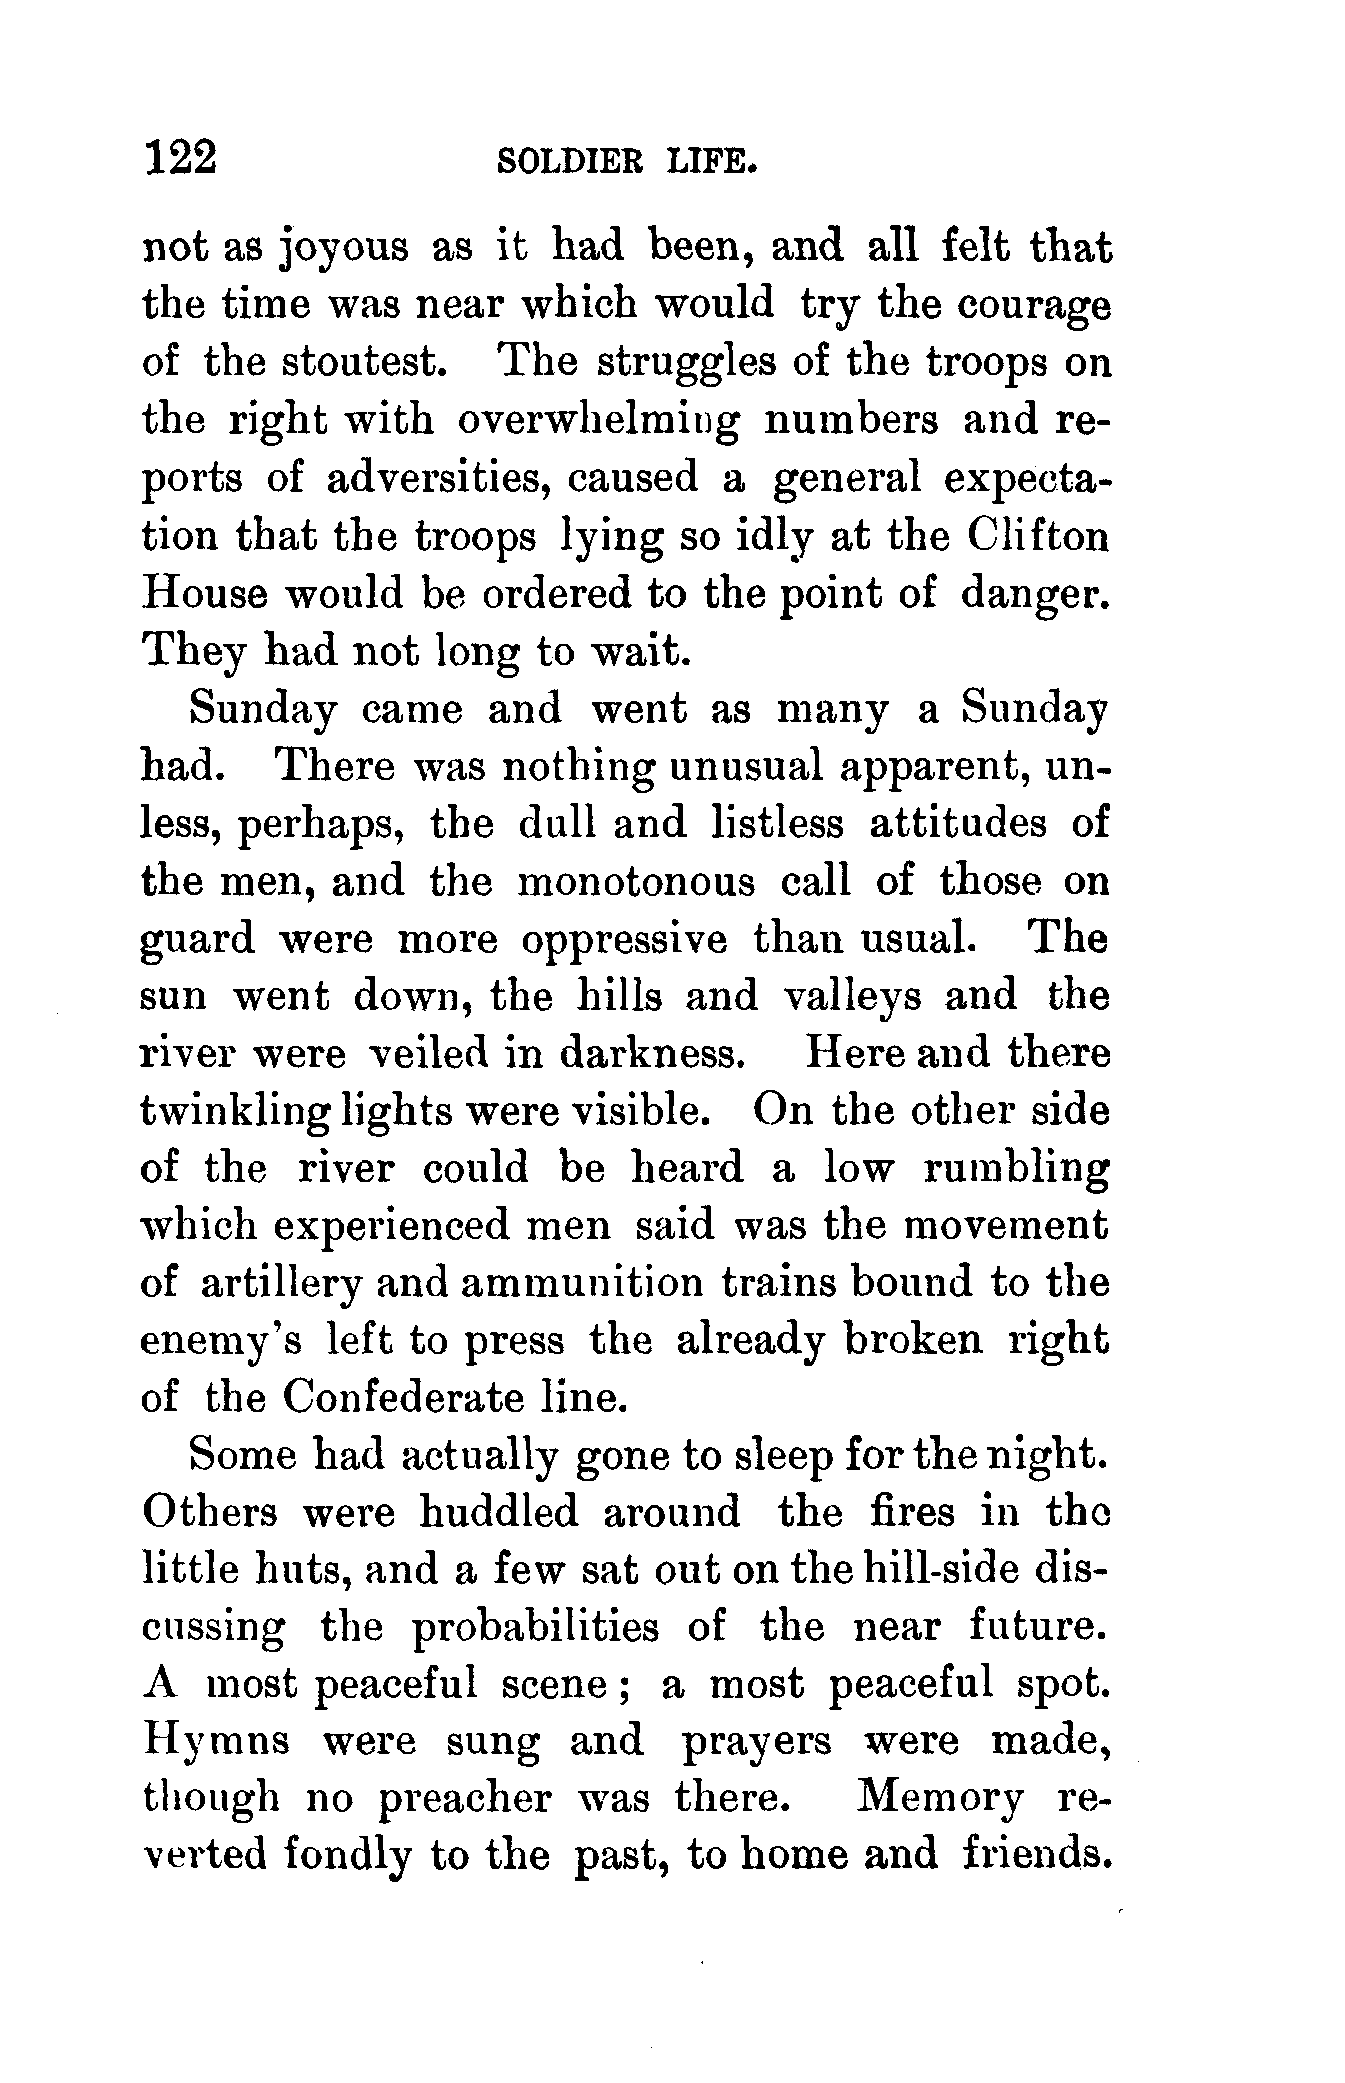 122 SOLDIER LIFE.
not as joyous as it had been, and all felt that
the time was near which would try the courage
of the stoutest. The struggles of the troops on
the right with overwhelming numbers and re-
ports of adversities, caused a general expecta-
tion that the troops lying so idly at the Clifton
House would be ordered to the point of danger.
They had not long to wait.
Sunday came and went as many a Sunday
had. There was nothing unusual apparent, un-
less, perhaps, the dull and listless attitudes of
the men, and the monotonous call of those on
guard were more oppressive than usual. The
sun went down, the hills and valleys and the
river were veiled in darkness. Here and there
twinkling lights were visible. On the other side
of the river could be heard a low rumbling
which experienced men said was the movement
of artillery and ammunition trains bound to the
enemy's left to press the already broken right
of the Confederate line.
Some had actually gone to sleep for the night.
Others were huddled around the fires in the
little huts, and a few sat out on the hill-side dis-
cussing the probabilities of the near future.
A most peaceful scene; a most peaceful spot.
Hymns were sung and prayers were made,
though no preacher was there. Memory re-
verted fondly to the past, to home and friends.